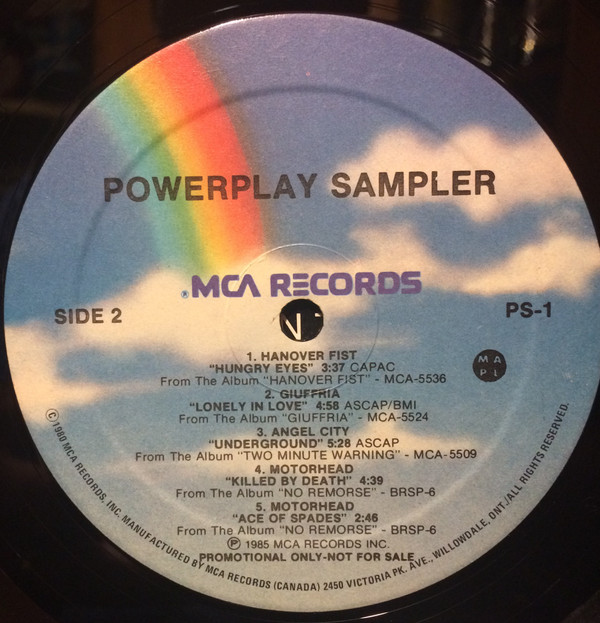 POWERPLAY SAMPLER
® MCA RECORDS
SIDE 2
PS-1
1. HANOVER FIST
"HUNGRY EYES" 3:37 CAPAC
From The Album "HANOVER FIST" - MCA-5536
M A
P L
2. GIUFFRIA
"LONELY IN LOVE" 4:58 ASCAP/BMI
From The Album "GIUFFRIA" - MCA-5524
3. ANGEL CITY
"UNDERGROUND" 5:28 ASCAP
From The Album "TWO MINUTE WARNING" - MCA-5509
4. MOTORHEAD
"KILLED BY DEATH" 4:39
From The Album "NO REMORSE" - BRSP-6
5. MOTORHEAD
"ACE OF SPADES" 2:46
From The Album "NO REMORSE" - BRSP-6
Ⓟ 1985 MCA RECORDS INC.
PROMOTIONAL ONLY-NOT FOR SALE
©1980 MCA RECORDS, INC. MANUFACTURED BY MCA RECORDS (CANADA) 2450 VICTORIA PK. AVE., WILLOWDALE, ONT./ALL RIGHTS RESERVED.